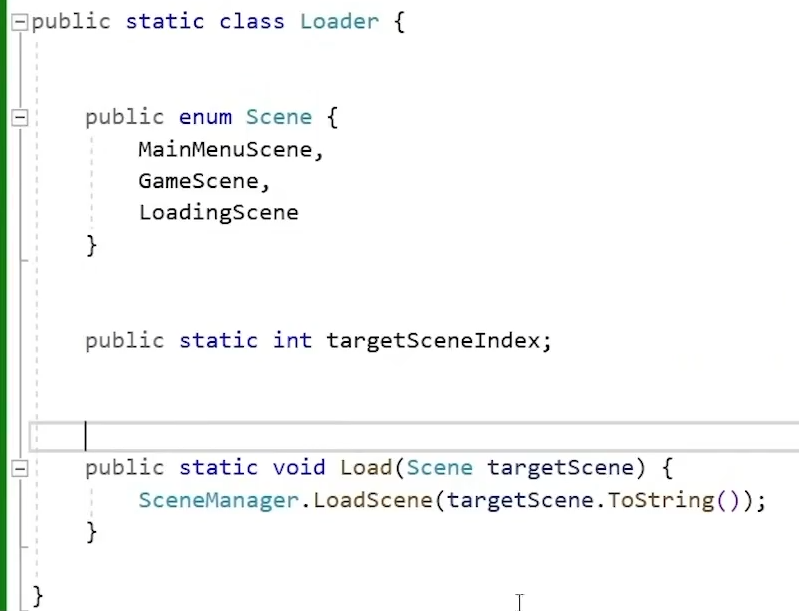 public static class Loader {
public enum Scene {
MainMenuScene,
GameScene,
LoadingScene
}
public static int targetSceneIndex;
public static void Load(Scene targetScene) {
SceneManager.LoadScene(targetScene.ToString());
}
}